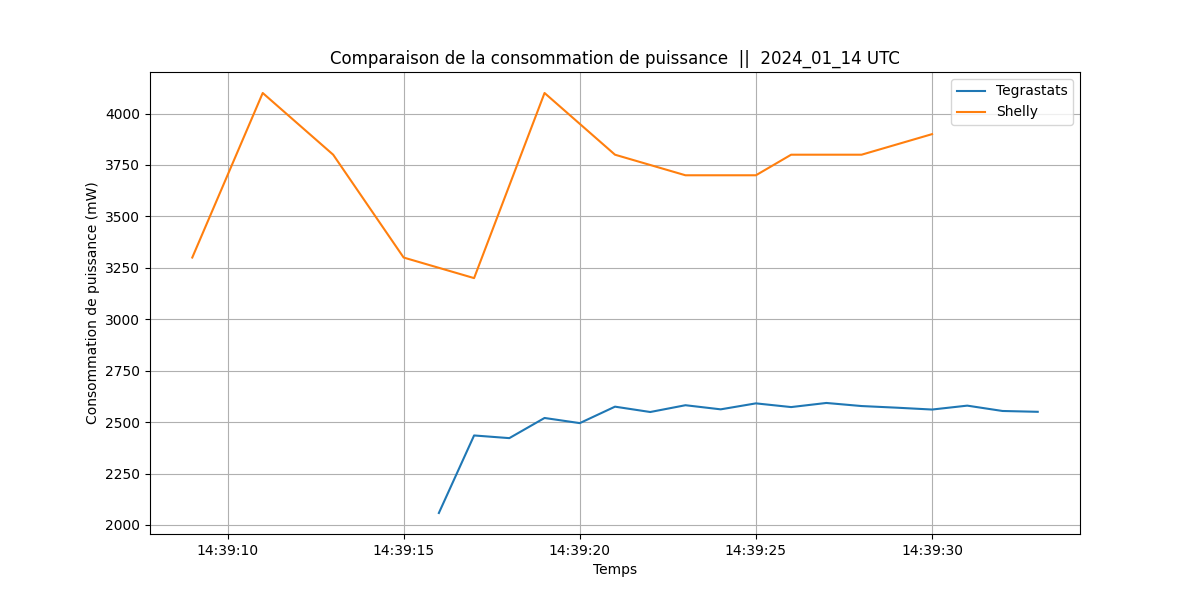 Comparaison de la consommation de puissance || 2024_01_14 UTC
Tegrastats
Shelly
Consommation de puissance (mW)
4000
3750
3500
3250
3000
2750
2500
2250
2000
14:39:10 14:39:15 14:39:20 14:39:25 14:39:30
Temps